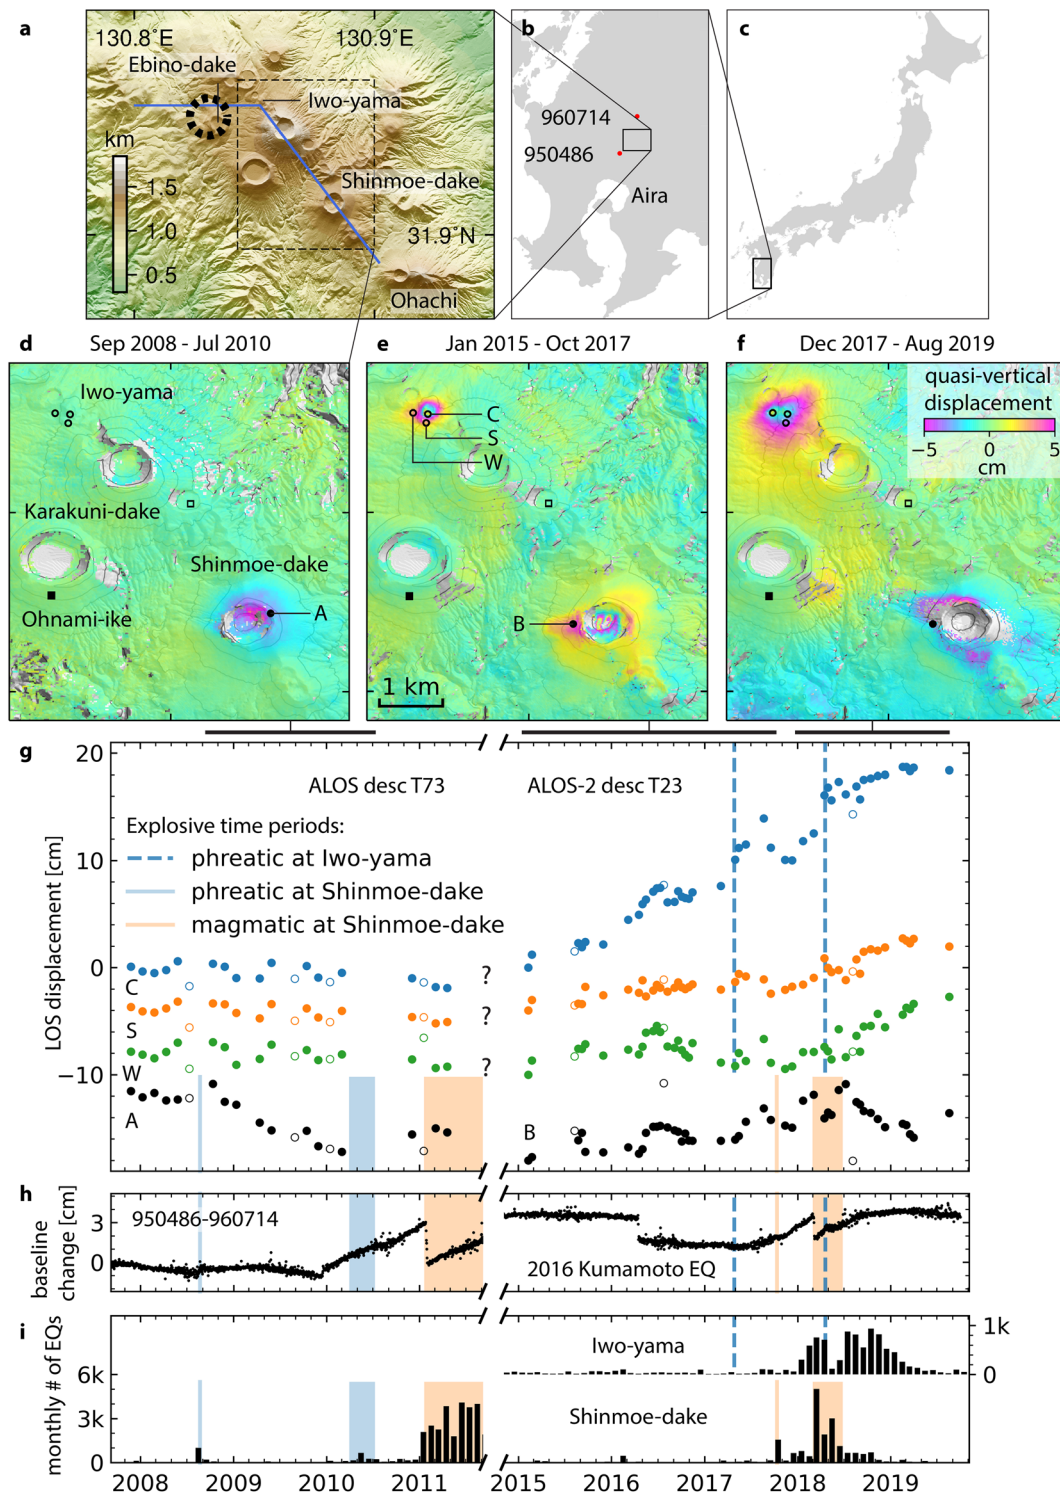 a
130.8°E
130.9°E
Ebino-dake
Iwo-yama
km
1.5
1.0
0.5
Shinmoe-dake
31.9°N
Ohachi
b
960714
950486
Aira
c
d
Sep 2008 - Jul 2010
Iwo-yama
Karakuni-dake
Shinmoe-dake
Ohnami-ike
A
e
Jan 2015 - Oct 2017
C
S
W
B
1 km
f
Dec 2017 - Aug 2019
quasi-vertical
displacement
−5 0 5
cm
g
LOS displacement [cm]
20
10
0
−10
ALOS desc T73
ALOS-2 desc T23
Explosive time periods:
phreatic at Iwo-yama
phreatic at Shinmoe-dake
magmatic at Shinmoe-dake
C
?
S
?
W
?
A
B
h
baseline
change [cm]
3
0
950486-960714
2016 Kumamoto EQ
i
monthly # of EQs
6k
3k
0
Iwo-yama
1k
0
Shinmoe-dake
2008 2009 2010 2011 2015 2016 2017 2018 2019